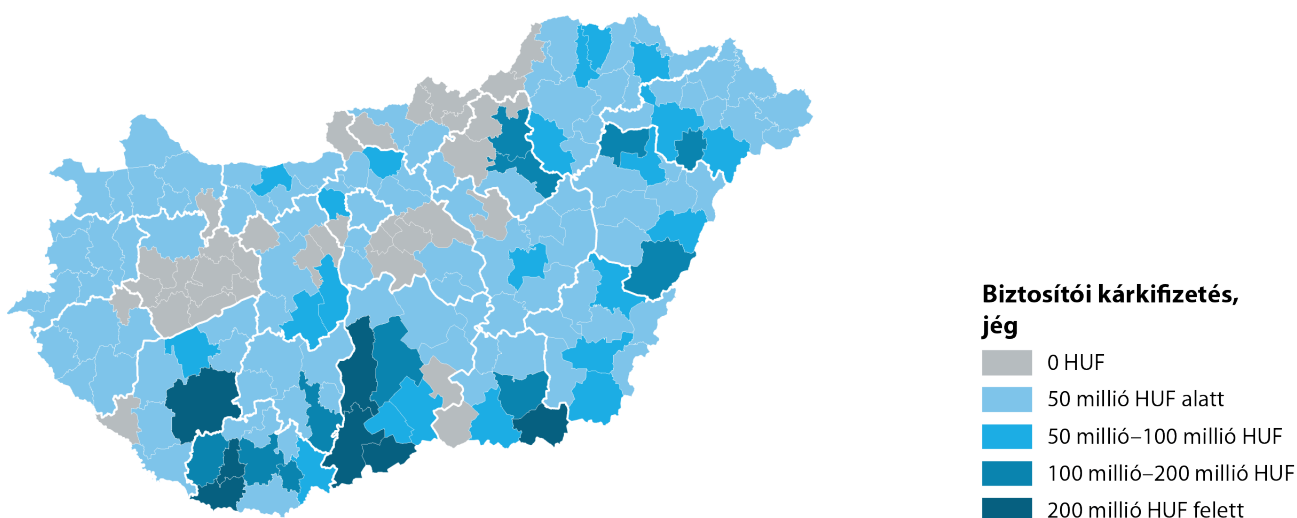 Biztosítói kárkifizetés,
jég
0 HUF
50 millió HUF alatt
50 millió–100 millió HUF
100 millió–200 millió HUF
200 millió HUF felett